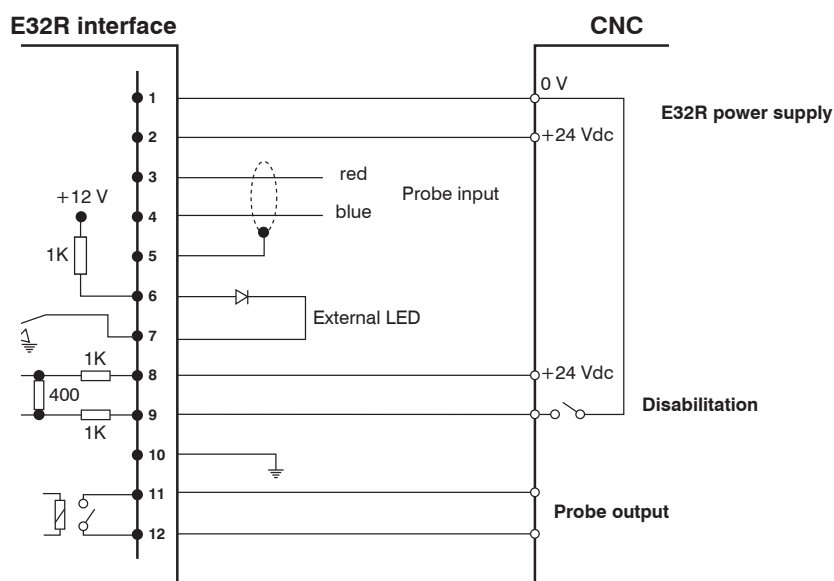 E32R interface
CNC
0 V
1
E32R power supply
2
+24 Vdc
3
red
Probe input
+12 V
4
blue
1K
5
6
External LED
7
1K
8
+24 Vdc
400
9
Disabilitation
1K
10
11
Probe output
12